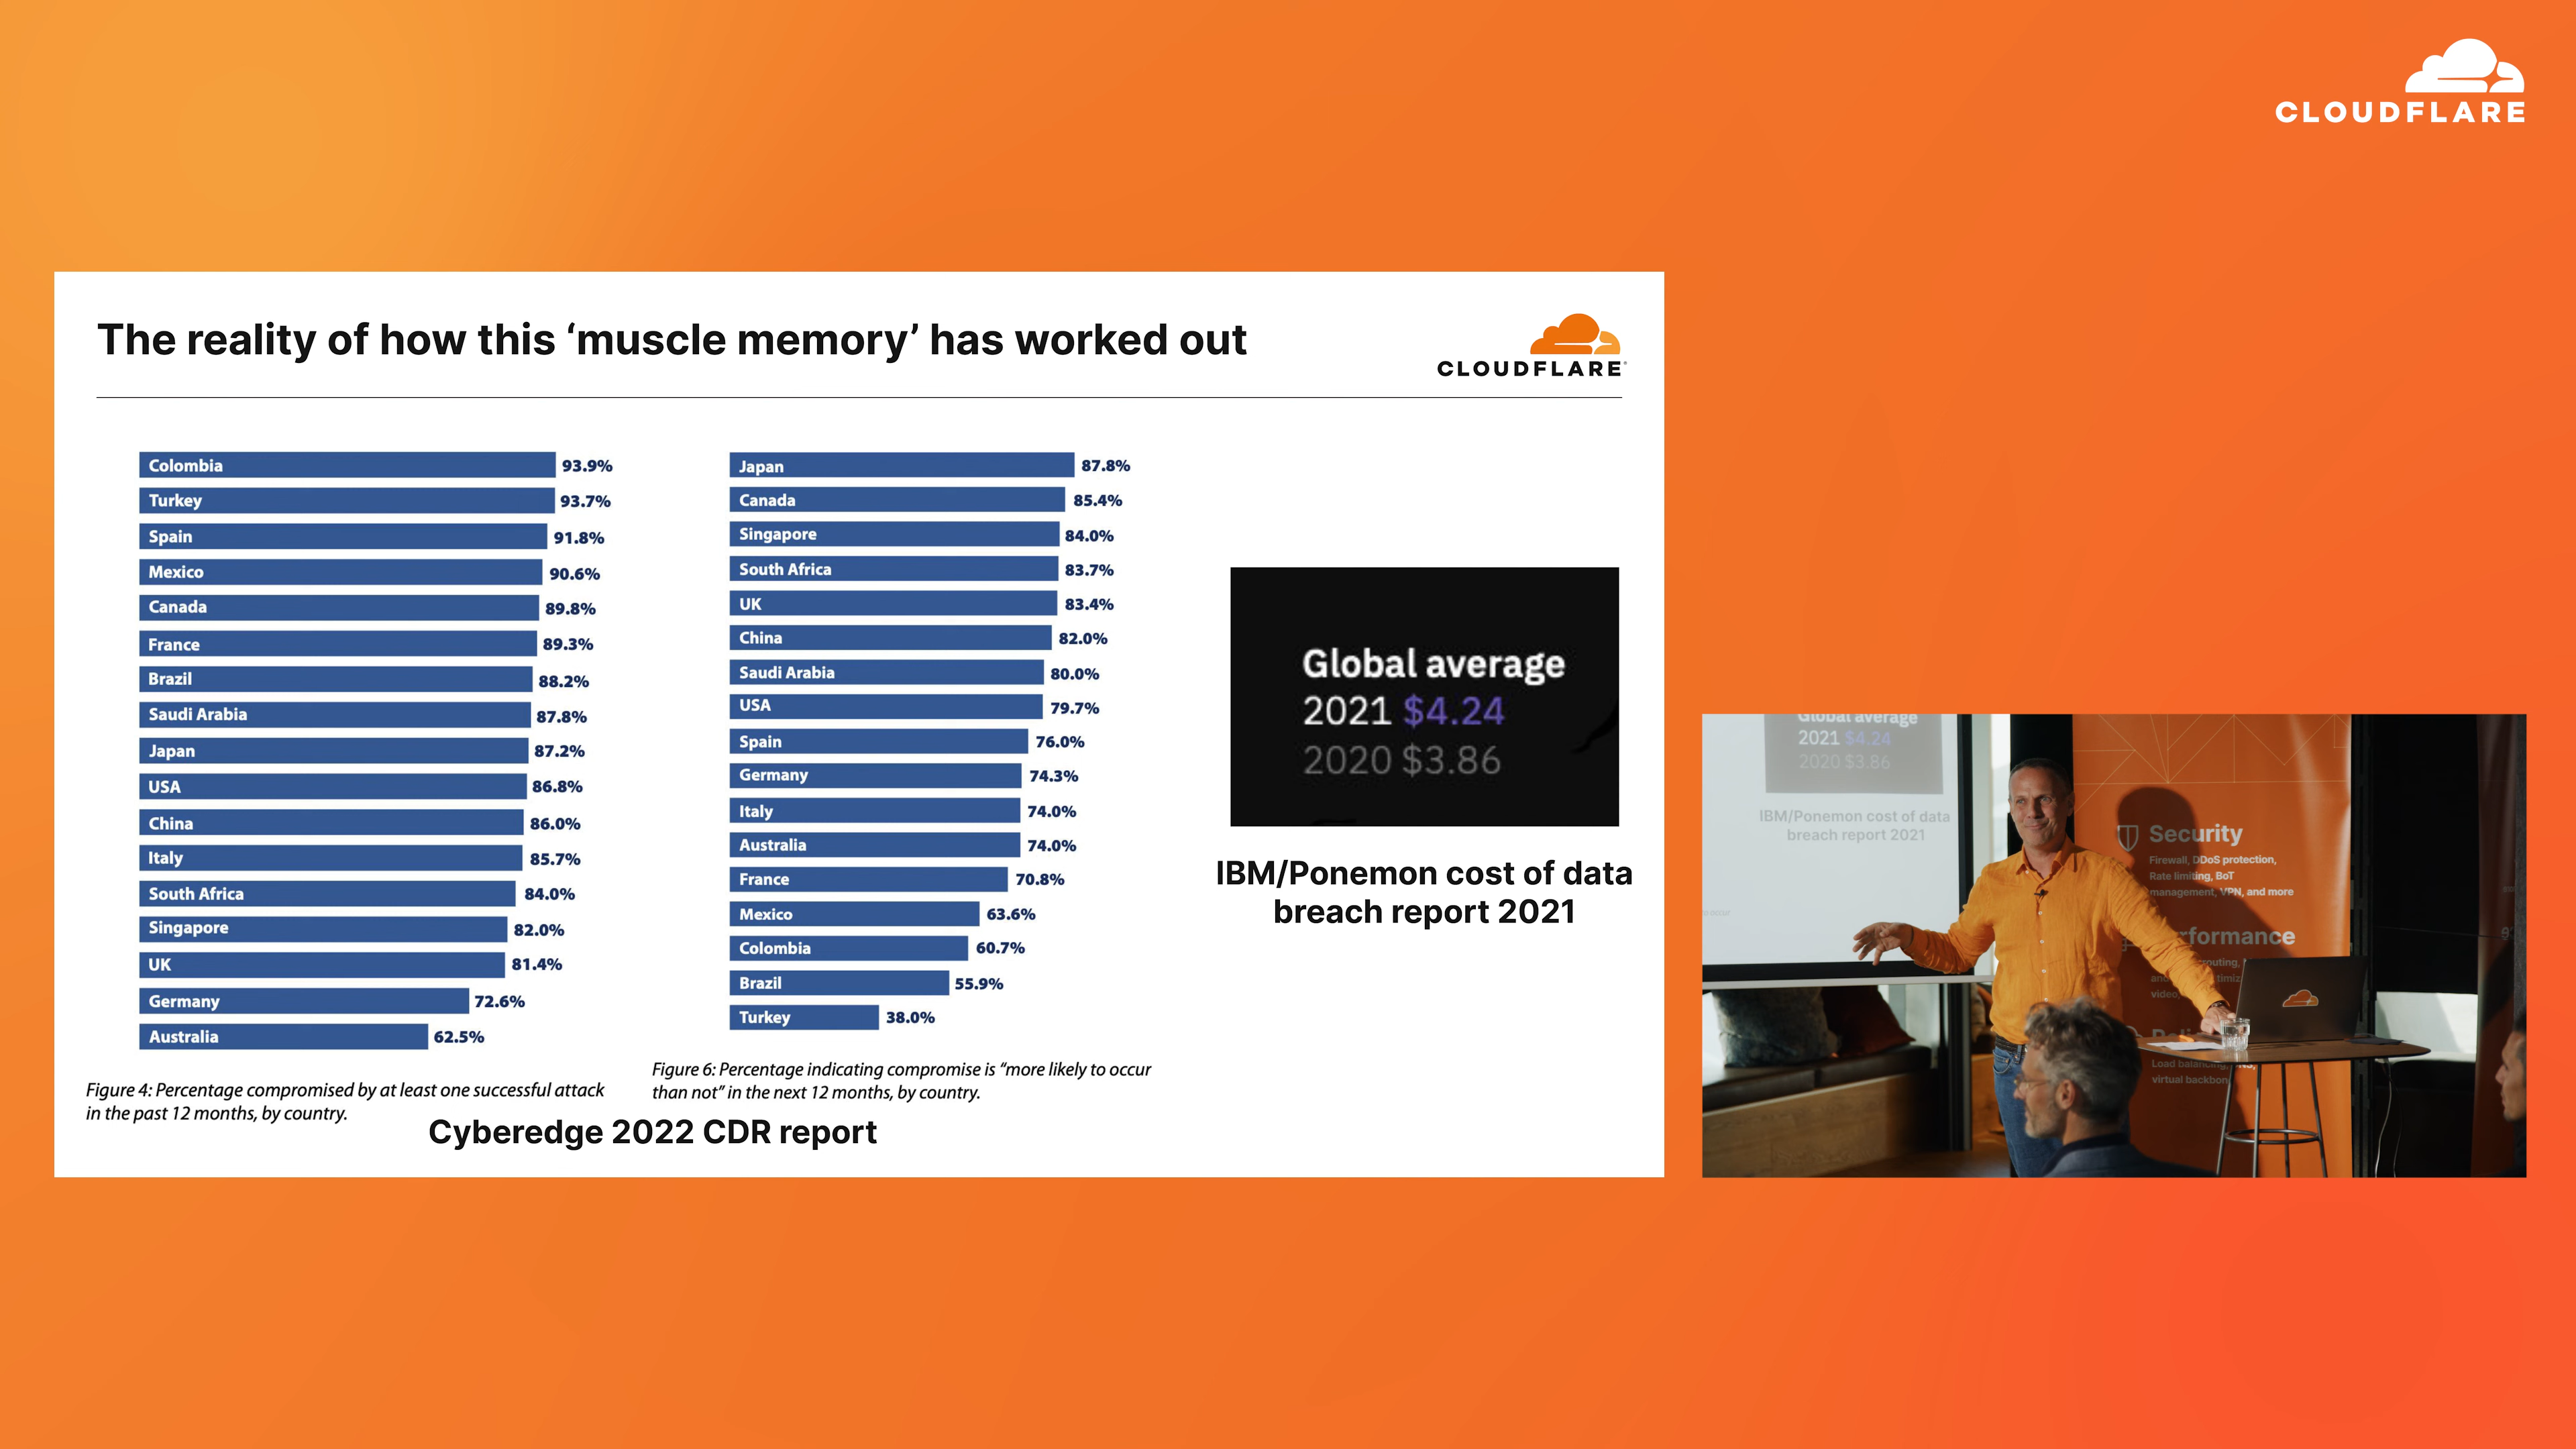 CLOUDFLARE
The reality of how this ‘muscle memory’ has worked out
CLOUDFLARE
Colombia 93.9%
Turkey 93.7%
Spain 91.8%
Mexico 90.6%
Canada 89.8%
France 89.3%
Brazil 88.2%
Saudi Arabia 87.8%
Japan 87.2%
USA 86.8%
China 86.0%
Italy 85.7%
South Africa 84.0%
Singapore 82.0%
UK 81.4%
Germany 72.6%
Australia 62.5%
Figure 4: Percentage compromised by at least one successful attack
in the past 12 months, by country.
Japan 87.8%
Canada 85.4%
Singapore 84.0%
South Africa 83.7%
UK 83.4%
China 82.0%
Saudi Arabia 80.0%
USA 79.7%
Spain 76.0%
Germany 74.3%
Italy 74.0%
Australia 74.0%
France 70.8%
Mexico 63.6%
Colombia 60.7%
Brazil 55.9%
Turkey 38.0%
Figure 6: Percentage indicating compromise is “more likely to occur
than not” in the next 12 months, by country.
Cyberedge 2022 CDR report
Global average
2021 $4.24
2020 $3.86
IBM/Ponemon cost of data
breach report 2021
Global average
2021 $4.24
2020 $3.86
IBM/Ponemon cost of data
breach report 2021
Security
Firewall, DDoS protection,
Rate limiting, BoT
management, VPN, and more
Load balancing,
virtual